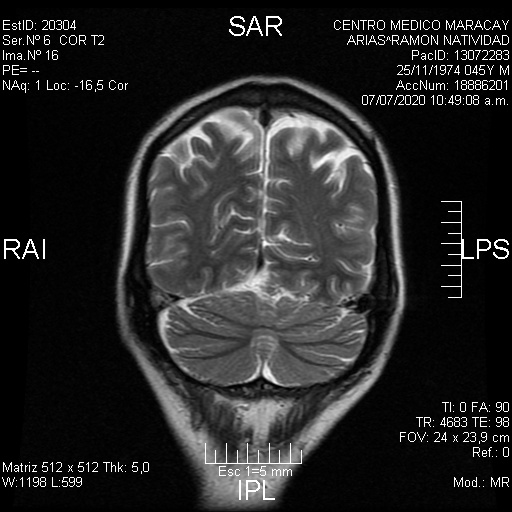 EstID: 20304
Ser.Nº 6 COR T2
Ima.Nº 16
PE= --
NAq: 1 Loc: -16,5 Cor
SAR
CENTRO MEDICO MARACAY
ARIAS^RAMON NATIVIDAD
PacID: 13072283
25/11/1974 045Y M
AccNum: 18886201
07/07/2020 10:49:08 a.m.
RAI
LPS
TI: 0 FA: 90
TR: 4683 TE: 98
FOV: 24 x 23,9 cm
Ref.: 0
Matriz 512 x 512 Thk: 5,0
W:1198 L:599
Esc 1=5 mm
IPL
Mod.: MR